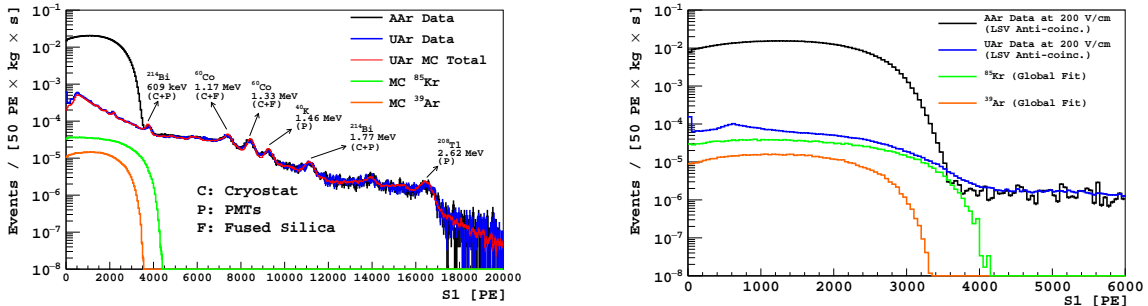 Events / [50 PE × kg × s]
10⁻¹
10⁻²
10⁻³
10⁻⁴
10⁻⁵
10⁻⁶
10⁻⁷
10⁻⁸
AAr Data
UAr Data
UAr MC Total
MC ⁸⁵Kr
MC ³⁹Ar
²¹⁴Bi
609 keV
(C+P)
⁶⁰Co
1.17 MeV
(C+F)
⁶⁰Co
1.33 MeV
(C+F)
⁴⁰K
1.46 MeV
(P)
²¹⁴Bi
1.77 MeV
(C+P)
²⁰⁸Tl
2.62 MeV
(P)
C: Cryostat
P: PMTs
F: Fused Silica
0 2000 4000 6000 8000 10000 12000 14000 16000 18000 20000
S1 [PE]
Events / [50 PE × kg × s]
10⁻¹
10⁻²
10⁻³
10⁻⁴
10⁻⁵
10⁻⁶
10⁻⁷
10⁻⁸
AAr Data at 200 V/cm
(LSV Anti-coinc.)
UAr Data at 200 V/cm
(LSV Anti-coinc.)
⁸⁵Kr (Global Fit)
³⁹Ar (Global Fit)
0 1000 2000 3000 4000 5000 6000
S1 [PE]